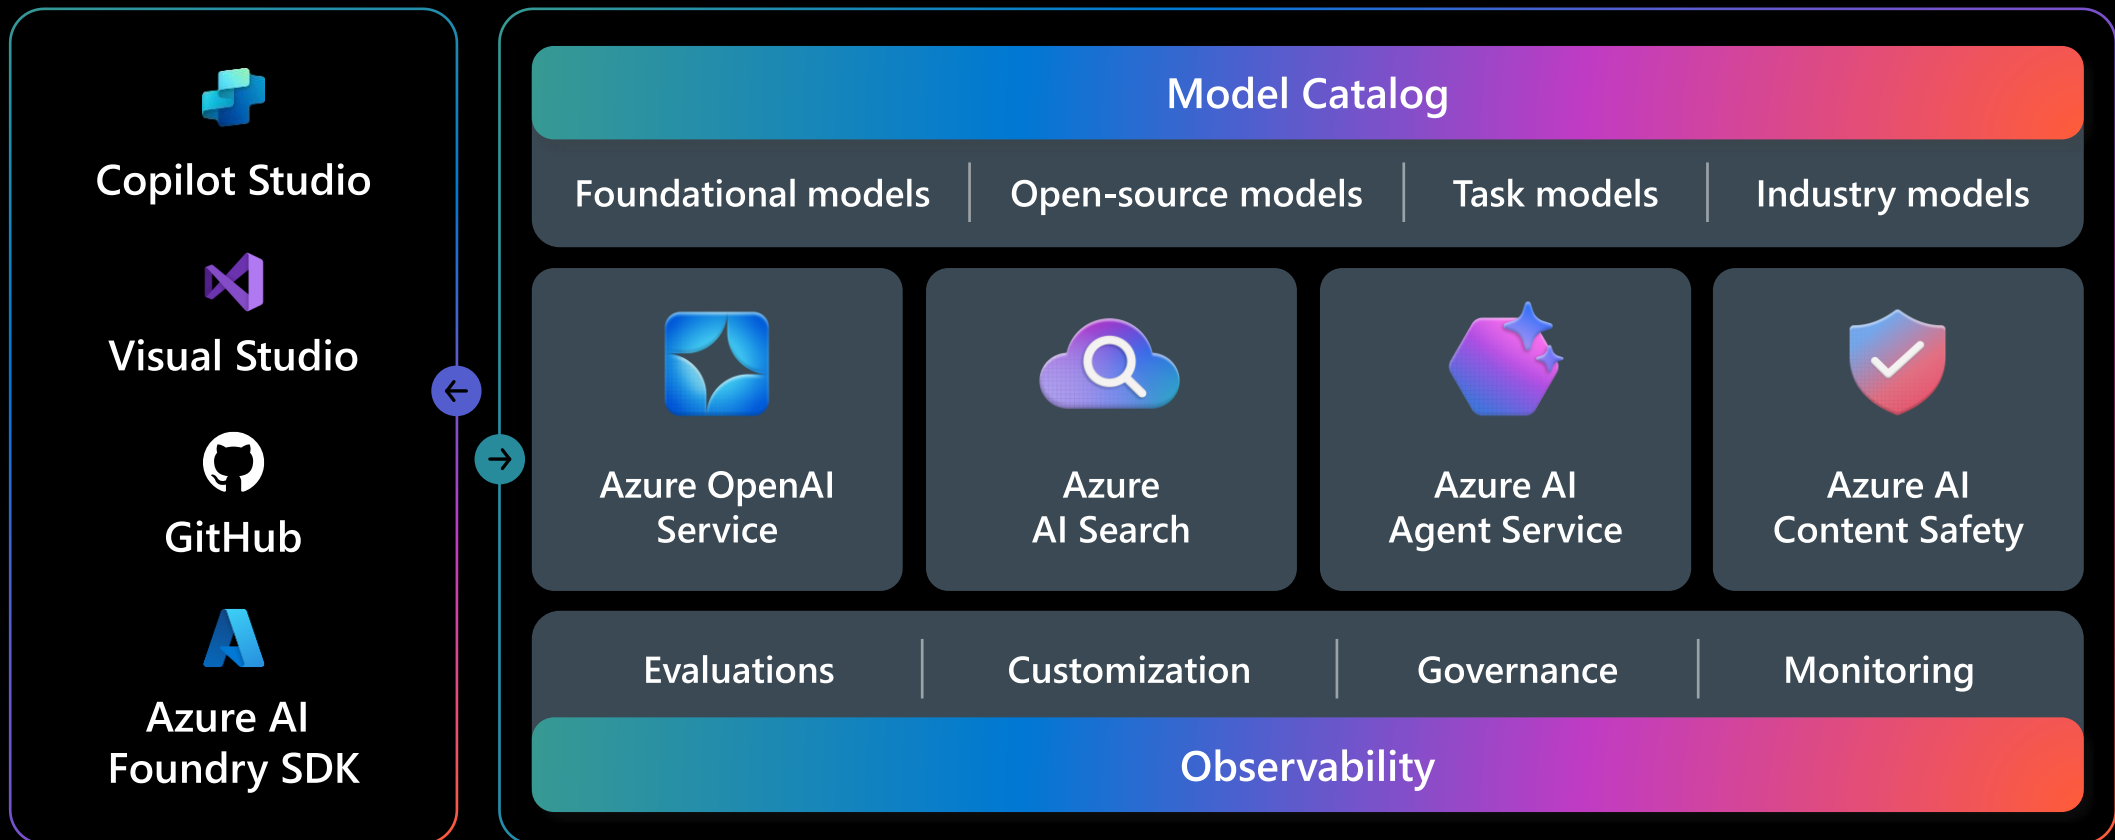 Copilot Studio
Visual Studio
GitHub
Azure AI
Foundry SDK
Model Catalog
Foundational models
Open-source models
Task models
Industry models
Azure OpenAI
Service
Azure
AI Search
Azure AI
Agent Service
Azure AI
Content Safety
Evaluations
Customization
Governance
Monitoring
Observability